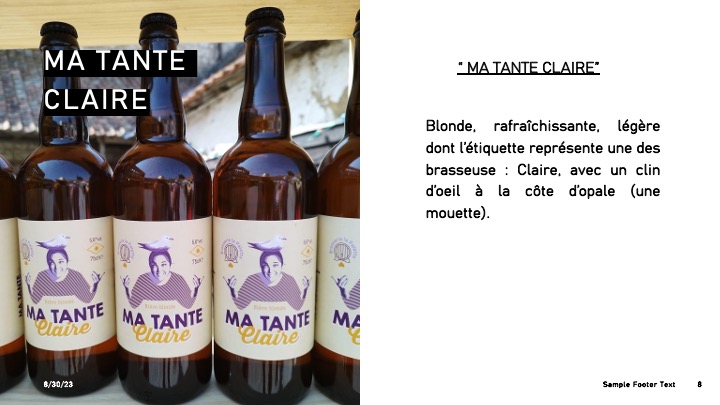 MA TANTE
CLAIRE
" MA TANTE CLAIRE"
Blonde, rafraîchissante, légère
dont l'étiquette représente une des
brasseuse : Claire, avec un clin
d'oeil à la côte d'opale (une
mouette).
MA TANTE
Claire
MA TANTE
Claire
MA TANTE
Claire
MA TANTE
8/30/23
Sample Footer Text
8